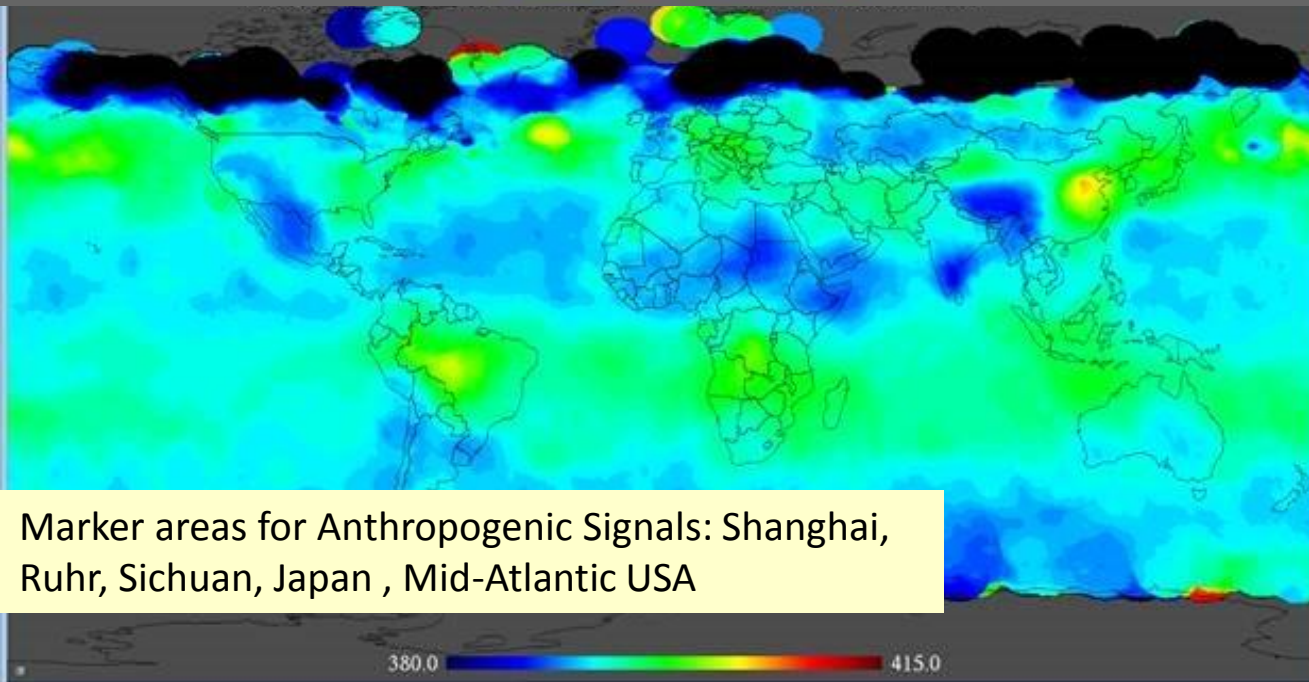 Marker areas for Anthropogenic Signals: Shanghai,
Ruhr, Sichuan, Japan , Mid-Atlantic USA
380.0 415.0